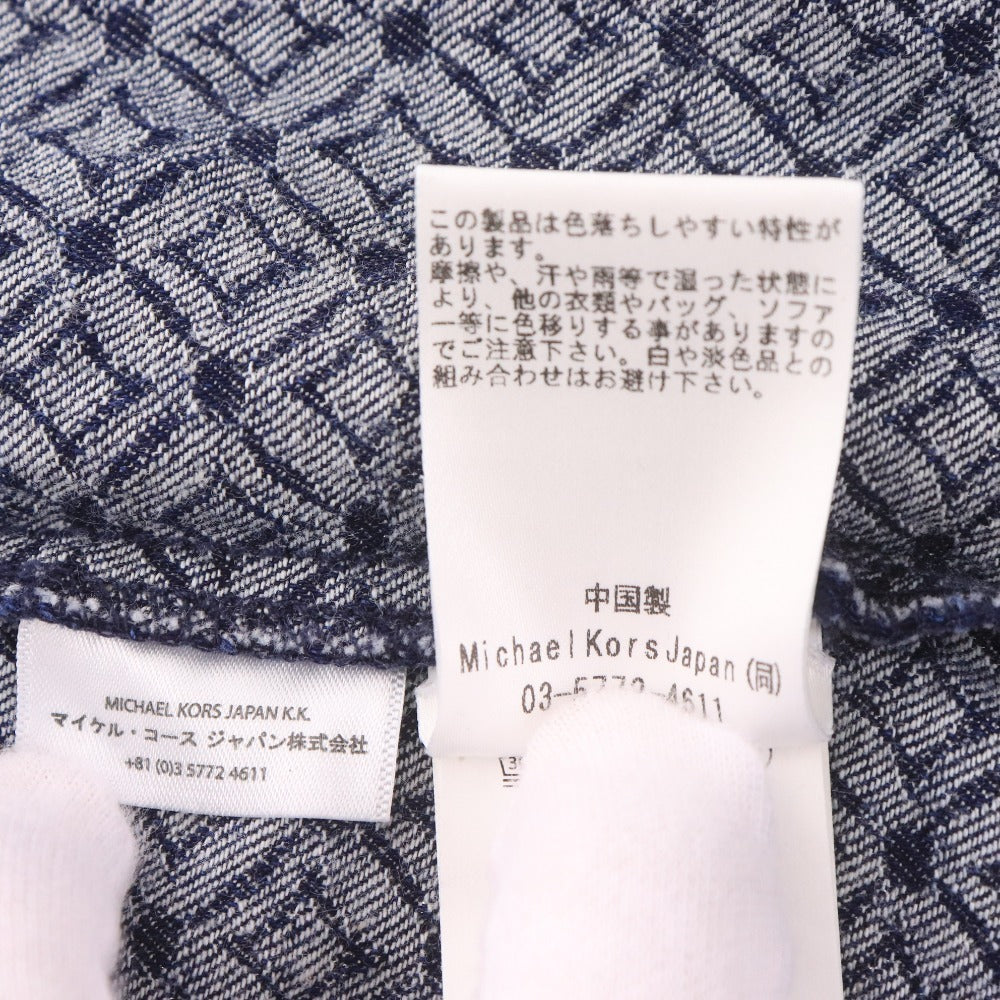 この製品は色落ちしやすい特性が
あります。
摩擦や、汗や雨等で湿った状態に
より、他の衣類やバッグ、ソファ
ー等に色移りする事がありますの
でご注意下さい。白や淡色品との
組み合わせはお避け下さい。
中国製
Michael Kors Japan (同)
03-5772-4611
MICHAEL KORS JAPAN K.K.
マイケル・コース ジャパン株式会社
+81 (0)3 5772 4611